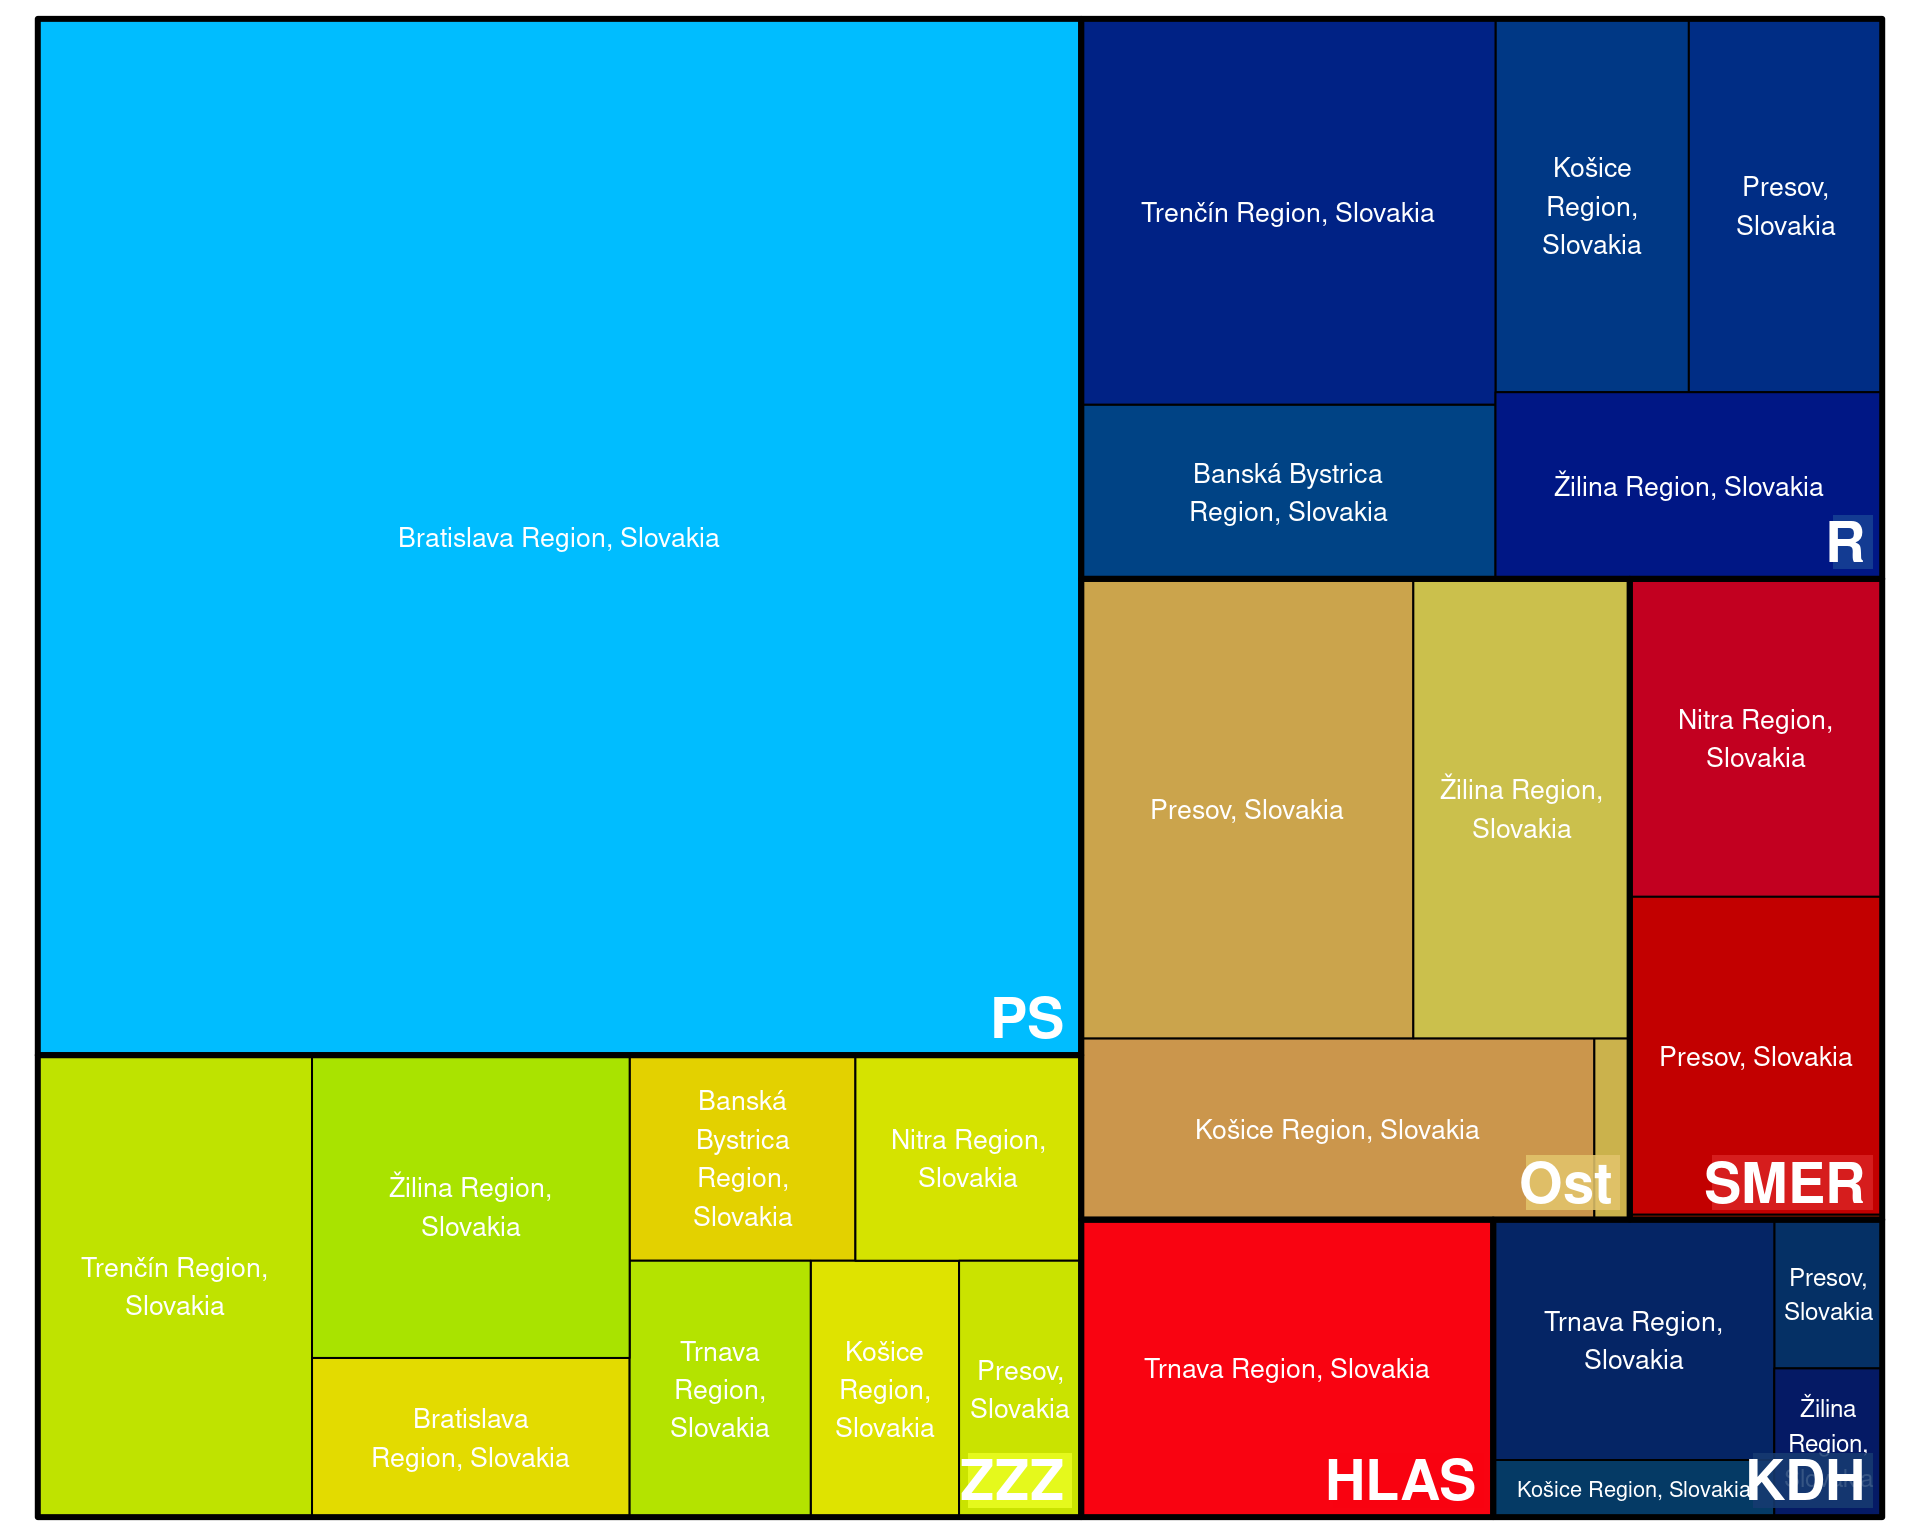 Bratislava Region, Slovakia
PS
Trenčín Region, Slovakia
Košice
Region,
Slovakia
Presov,
Slovakia
Banská Bystrica
Region, Slovakia
Žilina Region, Slovakia
R
Presov, Slovakia
Žilina Region,
Slovakia
Košice Region, Slovakia
Ost
Nitra Region,
Slovakia
Presov, Slovakia
SMER
Trenčín Region,
Slovakia
Žilina Region,
Slovakia
Bratislava
Region, Slovakia
Banská
Bystrica
Region,
Slovakia
Nitra Region,
Slovakia
Trnava
Region,
Slovakia
Košice
Region,
Slovakia
Presov,
Slovakia
ZZZ
Trnava Region, Slovakia
HLAS
Trnava Region,
Slovakia
Presov,
Slovakia
Žilina
Region,
Slovakia
Košice Region, Slovakia
KDH